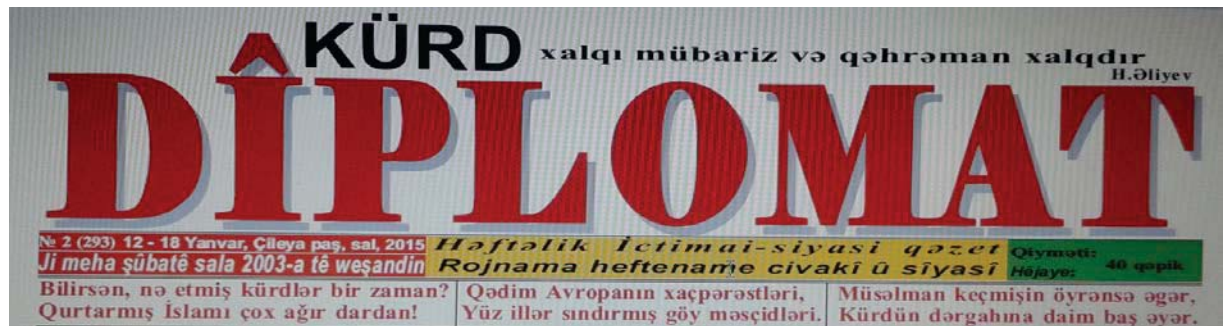 KÜRD xalqı mübariz və qəhrəman xalqdır
H.Əliyev
DÎPLOMAT
№ 2 (293) 12 - 18 Yanvar, Çileya paş, sal, 2015
Ji meha şûbatê sala 2003-a tê weşandin
Həftəlik İctimai-siyasi qəzet
Rojnama heftename civakî û sîyasî
Qiyməti:
Hêjaye: 40 qəpik
Bilirsən, nə etmiş kürdlər bir zaman?
Qurtarmış İslamı çox ağır dardan!
Qədim Avropanın xaçpərəstləri,
Yüz illər sındırmış göy məscidləri.
Müsəlman keçmişin öyrənsə əgər,
Kürdün dərgahına daim baş əyər.